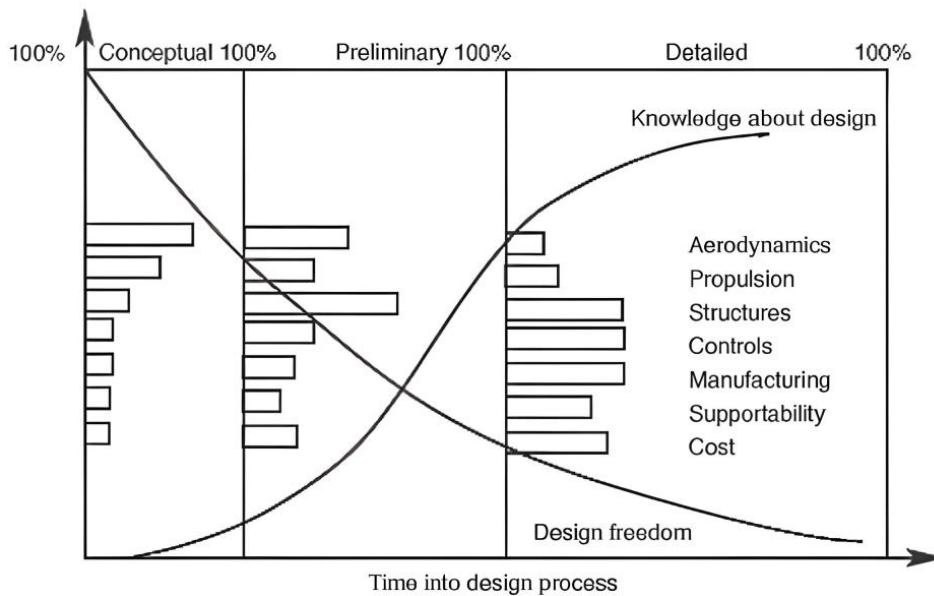 100% Conceptual 100% Preliminary 100% Detailed 100%
Knowledge about design
Aerodynamics
Propulsion
Structures
Controls
Manufacturing
Supportability
Cost
Design freedom
Time into design process